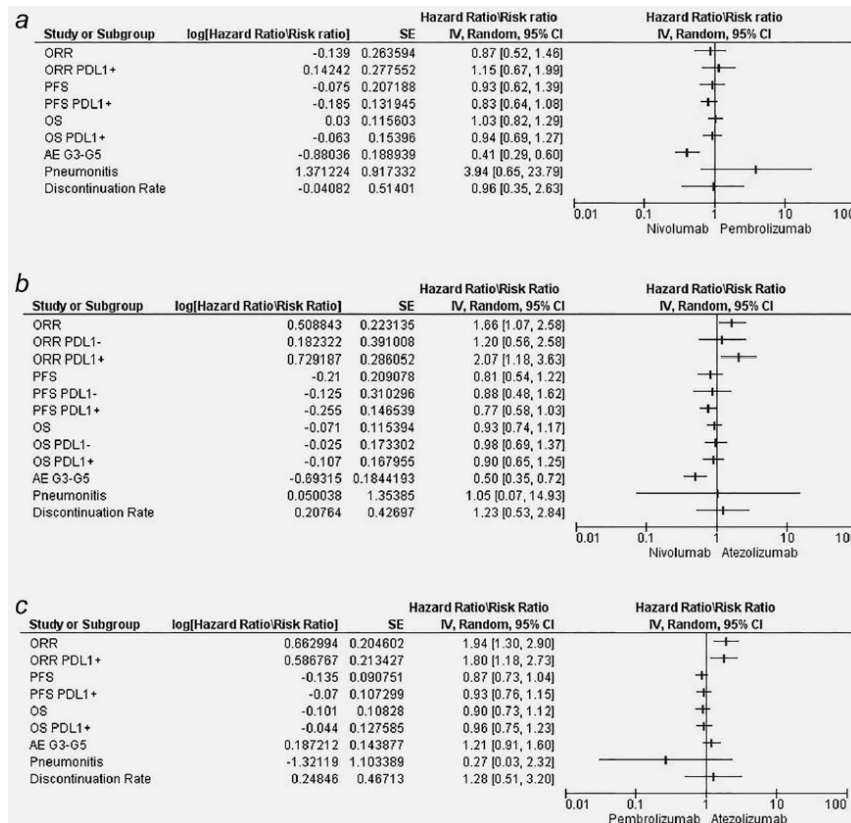 a
Hazard Ratio\Risk ratio Hazard Ratio\Risk ratio
Study or Subgroup log[Hazard Ratio\Risk ratio] SE IV, Random, 95% CI IV, Random, 95% CI
ORR -0.139 0.263594 0.87 [0.52, 1.46]
ORR PDL1+ 0.14242 0.277552 1.15 [0.67, 1.99]
PFS -0.075 0.207188 0.93 [0.62, 1.39]
PFS PDL1+ -0.185 0.131945 0.83 [0.64, 1.08]
OS 0.03 0.115603 1.03 [0.82, 1.29]
OS PDL1+ -0.063 0.15396 0.94 [0.69, 1.27]
AE G3-G5 -0.88036 0.188939 0.41 [0.29, 0.60]
Pneumonitis 1.371224 0.917332 3.94 [0.65, 23.79]
Discontinuation Rate -0.04082 0.51401 0.96 [0.35, 2.63]
0.01 0.1 1 10 100
Nivolumab Pembrolizumab
b
Hazard Ratio\Risk Ratio Hazard Ratio\Risk Ratio
Study or Subgroup log[Hazard Ratio\Risk Ratio] SE IV, Random, 95% CI IV, Random, 95% CI
ORR 0.508843 0.223135 1.66 [1.07, 2.58]
ORR PDL1- 0.182322 0.391008 1.20 [0.56, 2.58]
ORR PDL1+ 0.729187 0.286052 2.07 [1.18, 3.63]
PFS -0.21 0.209078 0.81 [0.54, 1.22]
PFS PDL1- -0.125 0.310296 0.88 [0.48, 1.62]
PFS PDL1+ -0.255 0.146539 0.77 [0.58, 1.03]
OS -0.071 0.115394 0.93 [0.74, 1.17]
OS PDL1- -0.025 0.173302 0.98 [0.69, 1.37]
OS PDL1+ -0.107 0.167955 0.90 [0.65, 1.25]
AE G3-G5 -0.69315 0.1844193 0.50 [0.35, 0.72]
Pneumonitis 0.050038 1.35385 1.05 [0.07, 14.93]
Discontinuation Rate 0.20764 0.42697 1.23 [0.53, 2.84]
0.01 0.1 1 10 100
Nivolumab Atezolizumab
c
Hazard Ratio\Risk Ratio Hazard Ratio\Risk Ratio
Study or Subgroup log[Hazard Ratio\Risk Ratio] SE IV, Random, 95% CI IV, Random, 95% CI
ORR 0.662994 0.204602 1.94 [1.30, 2.90]
ORR PDL1+ 0.586767 0.213427 1.80 [1.18, 2.73]
PFS -0.135 0.090751 0.87 [0.73, 1.04]
PFS PDL1+ -0.07 0.107299 0.93 [0.76, 1.15]
OS -0.101 0.10828 0.90 [0.73, 1.12]
OS PDL1+ -0.044 0.127585 0.96 [0.75, 1.23]
AE G3-G5 0.187212 0.143877 1.21 [0.91, 1.60]
Pneumonitis -1.32119 1.103389 0.27 [0.03, 2.32]
Discontinuation Rate 0.24846 0.46713 1.28 [0.51, 3.20]
0.01 0.1 1 10 100
Pembrolizumab Atezolizumab